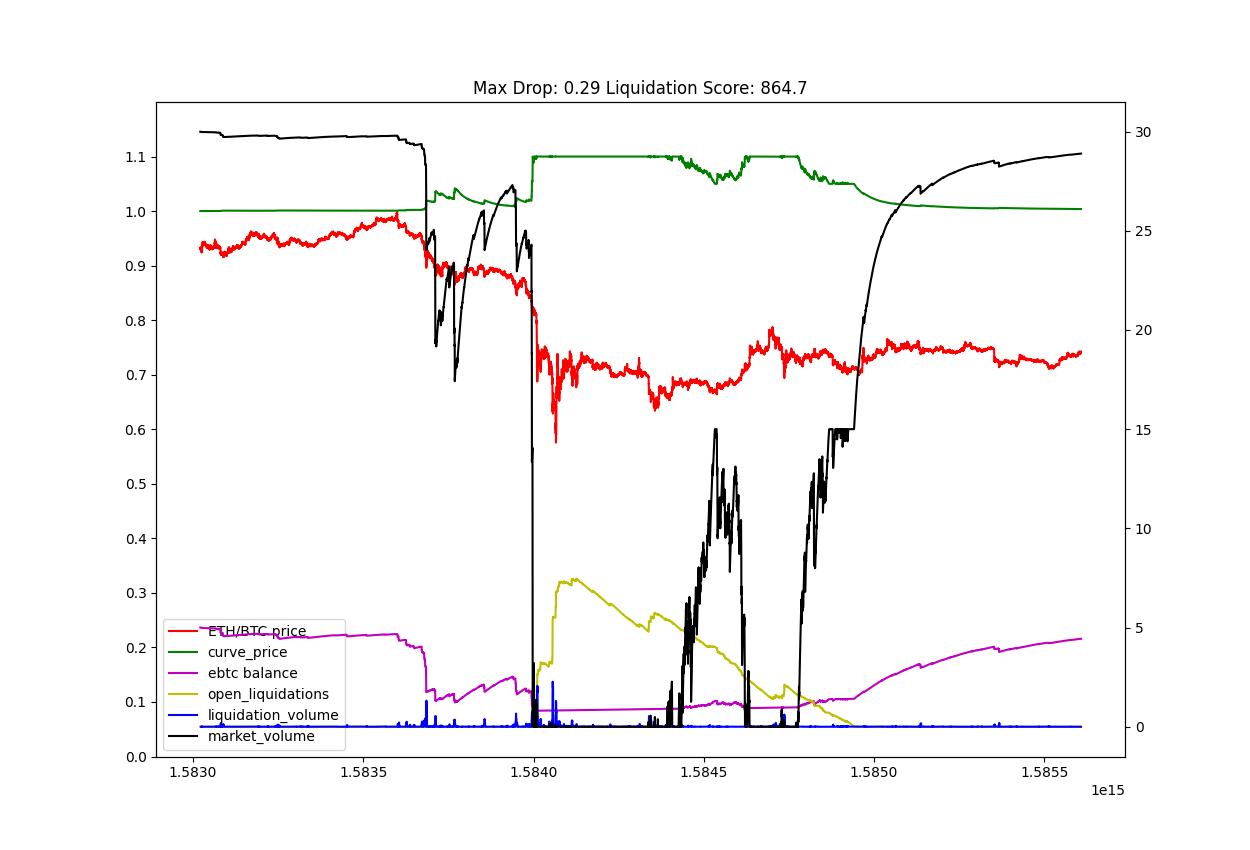 Max Drop: 0.29 Liquidation Score: 864.7
1.1
1.0
0.9
0.8
0.7
0.6
0.5
0.4
0.3
0.2
0.1
0.0
30
25
20
15
10
5
0
ETH/BTC price
curve_price
ebtc balance
open_liquidations
liquidation_volume
market_volume
1.5830 1.5835 1.5840 1.5845 1.5850 1.5855
1e15